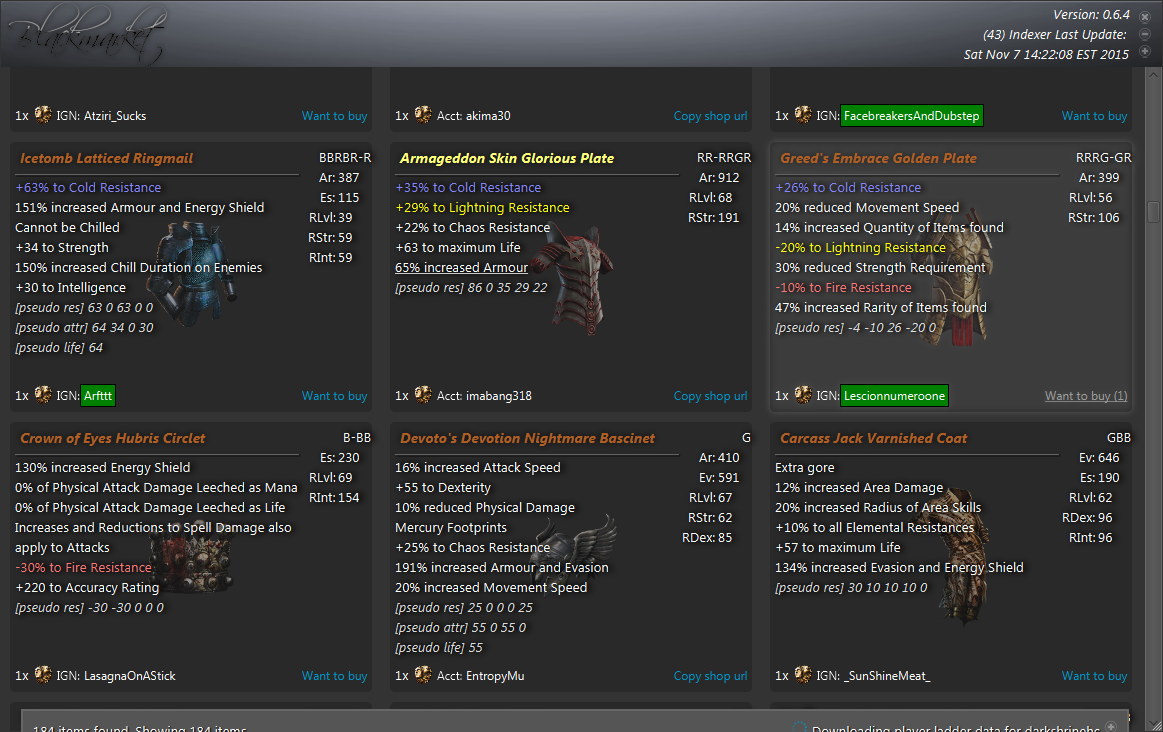 Blackmarket
Version: 0.6.4
(43) Indexer Last Update:
Sat Nov 7 14:22:08 EST 2015
1x IGN: Atziri_Sucks Want to buy
1x Acct: akima30 Copy shop url
1x IGN: FacebreakersAndDubstep Want to buy
Icetomb Latticed Ringmail BBRBR-R
Ar: 387
+63% to Cold Resistance
Es: 115
151% increased Armour and Energy Shield
RLvl: 39
Cannot be Chilled
RStr: 59
+34 to Strength
RInt: 59
150% increased Chill Duration on Enemies
+30 to Intelligence
[pseudo res] 63 0 63 0 0
[pseudo attr] 64 34 0 30
[pseudo life] 64
1x IGN: Arfttt Want to buy
Armageddon Skin Glorious Plate RR-RRGR
Ar: 912
+35% to Cold Resistance
RLvl: 68
+29% to Lightning Resistance
RStr: 191
+22% to Chaos Resistance
+63 to maximum Life
65% increased Armour
[pseudo res] 86 0 35 29 22
1x Acct: imabang318 Copy shop url
Greed's Embrace Golden Plate RRRG-GR
Ar: 399
+26% to Cold Resistance
RLvl: 56
20% reduced Movement Speed
RStr: 106
14% increased Quantity of Items found
-20% to Lightning Resistance
30% reduced Strength Requirement
-10% to Fire Resistance
47% increased Rarity of Items found
[pseudo res] -4 -10 26 -20 0
1x IGN: Lescionnumeroone Want to buy (1)
Crown of Eyes Hubris Circlet B-BB
Es: 230
130% increased Energy Shield
RLvl: 69
0% of Physical Attack Damage Leeched as Mana
RInt: 154
0% of Physical Attack Damage Leeched as Life
Increases and Reductions to Spell Damage also
apply to Attacks
-30% to Fire Resistance
+220 to Accuracy Rating
[pseudo res] -30 -30 0 0 0
1x IGN: LasagnaOnAStick Want to buy
Devoto's Devotion Nightmare Bascinet G
Ar: 410
16% increased Attack Speed
Ev: 591
+55 to Dexterity
RLvl: 67
10% reduced Physical Damage
RStr: 62
Mercury Footprints
RDex: 85
+25% to Chaos Resistance
191% increased Armour and Evasion
20% increased Movement Speed
[pseudo res] 25 0 0 0 25
[pseudo attr] 55 0 55 0
[pseudo life] 55
1x Acct: EntropyMu Copy shop url
Carcass Jack Varnished Coat GBB
Ev: 646
Extra gore
Es: 190
12% increased Area Damage
RLvl: 62
20% increased Radius of Area Skills
RDex: 96
+10% to all Elemental Resistances
RInt: 96
+57 to maximum Life
134% increased Evasion and Energy Shield
[pseudo res] 30 10 10 10 0
1x IGN: _SunShineMeat_ Want to buy
184 items found. Showing 184 items.
Downloading player ladder data for darkshrinehc